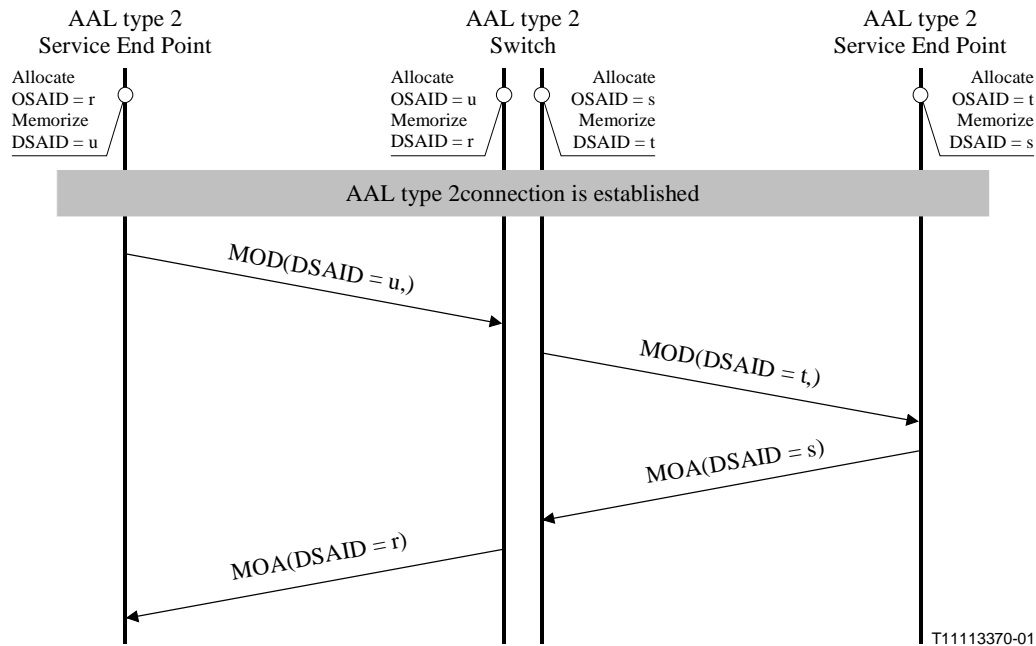 AAL type 2
Service End Point
AAL type 2
Switch
AAL type 2
Service End Point
Allocate
OSAID = r
Memorize
DSAID = u
Allocate
OSAID = u
Memorize
DSAID = r
Allocate
OSAID = s
Memorize
DSAID = t
Allocate
OSAID = t
Memorize
DSAID = s
AAL type 2connection is established
MOD(DSAID = u,)
MOD(DSAID = t,)
MOA(DSAID = s)
MOA(DSAID = r)
T11113370-01